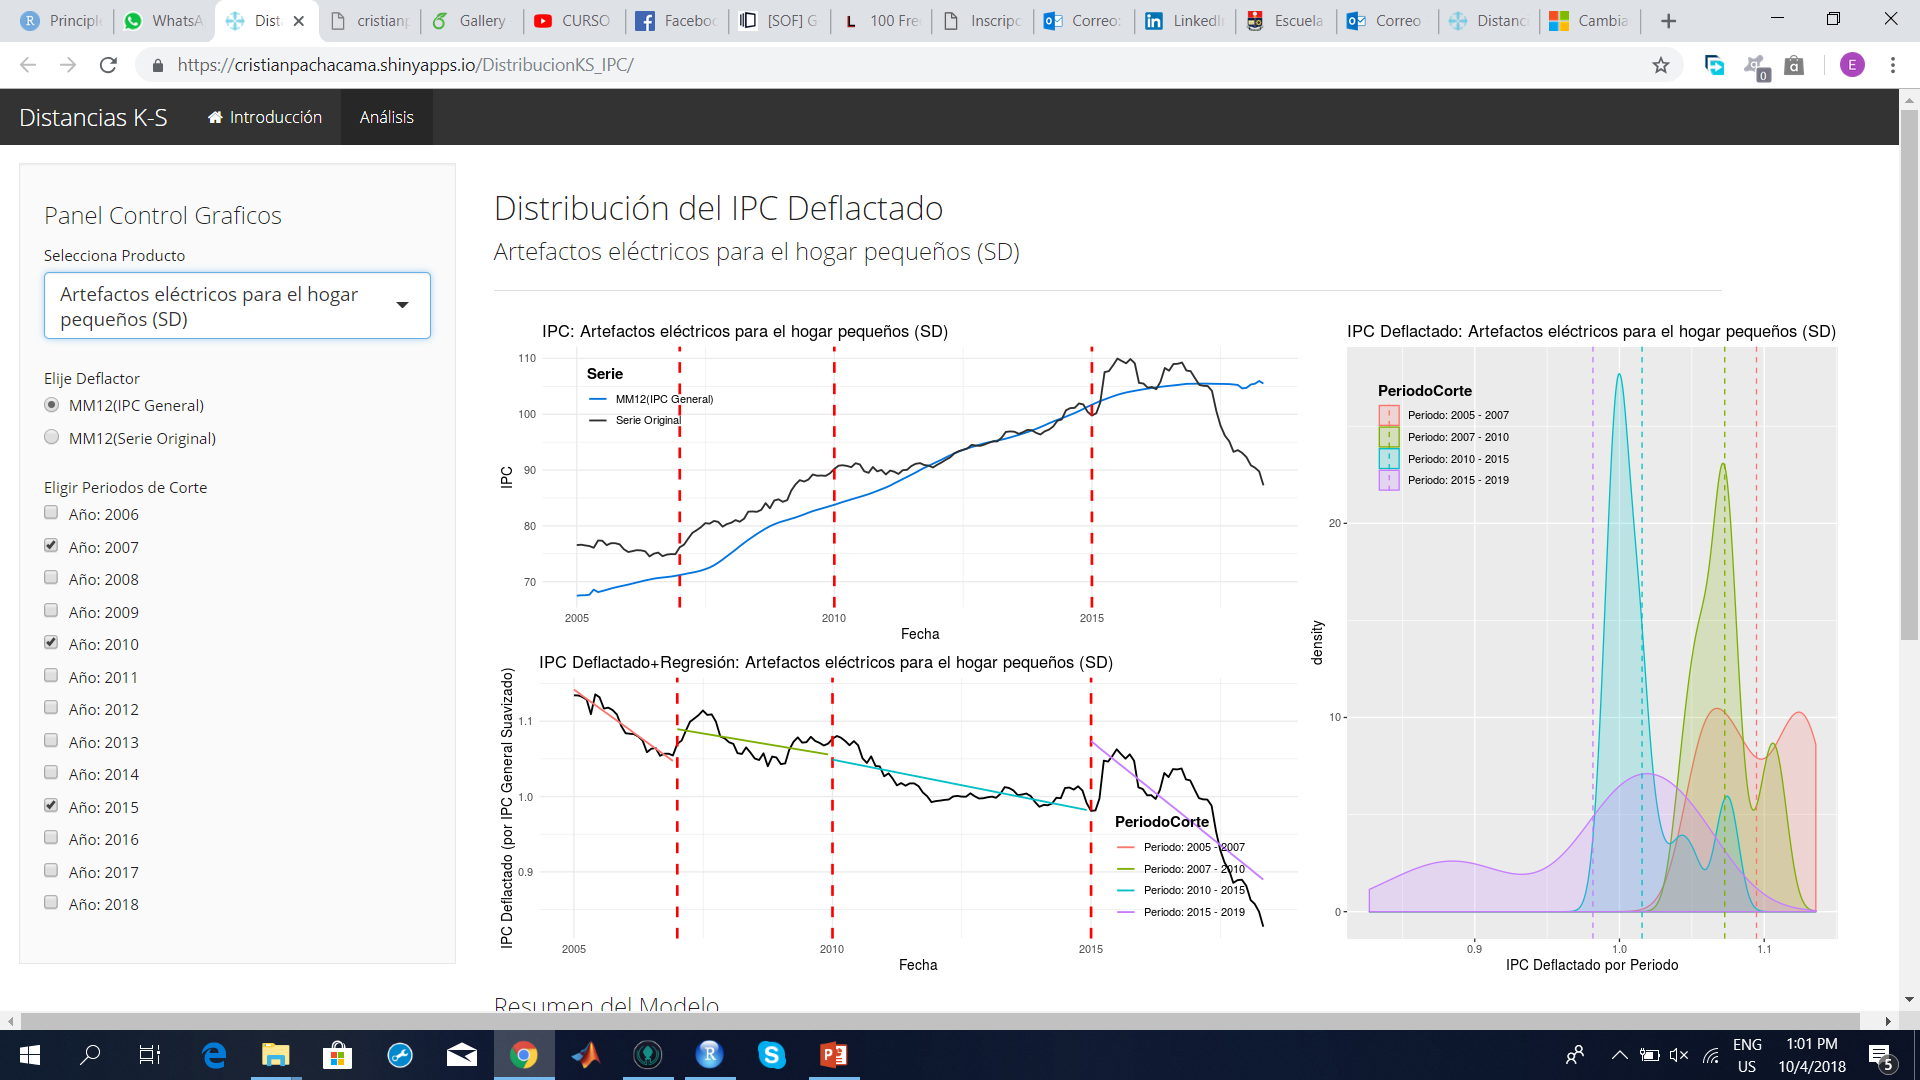 Principl
WhatsA
Dist
cristianp
Gallery
CURSO
Faceboo
[SOF] G
100 Fre
Inscripc
Correo:
LinkedI
Escuela
Correo
Distanc
Cambia
https://cristianpachacama.shinyapps.io/DistribucionKS_IPC/
0
E
Distancias K-S
Introducción
Análisis
Panel Control Graficos
Selecciona Producto
Artefactos eléctricos para el hogar
pequeños (SD)
Elije Deflactor
MM12(IPC General)
MM12(Serie Original)
Eligir Periodos de Corte
Año: 2006
Año: 2007
Año: 2008
Año: 2009
Año: 2010
Año: 2011
Año: 2012
Año: 2013
Año: 2014
Año: 2015
Año: 2016
Año: 2017
Año: 2018
Distribución del IPC Deflactado
Artefactos eléctricos para el hogar pequeños (SD)
IPC: Artefactos eléctricos para el hogar pequeños (SD)
Serie
MM12(IPC General)
Serie Original
110
100
90
80
70
IPC
2005
2010
2015
Fecha
IPC Deflactado+Regresión: Artefactos eléctricos para el hogar pequeños (SD)
IPC Deflactado (por IPC General Suavizado)
1.1
1.0
0.9
PeriodoCorte
Periodo: 2005 - 2007
Periodo: 2007 - 2010
Periodo: 2010 - 2015
Periodo: 2015 - 2019
2005
2010
2015
Fecha
IPC Deflactado: Artefactos eléctricos para el hogar pequeños (SD)
PeriodoCorte
Periodo: 2005 - 2007
Periodo: 2007 - 2010
Periodo: 2010 - 2015
Periodo: 2015 - 2019
density
20
10
0
0.9
1.0
1.1
IPC Deflactado por Periodo
Resumen del Modelo
ENG
US
1:01 PM
10/4/2018
5